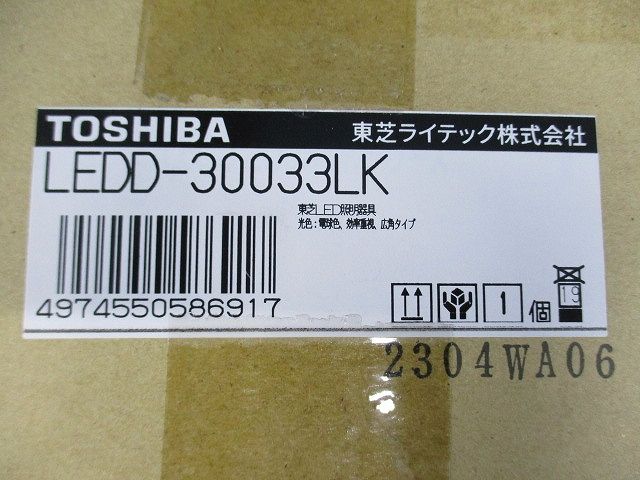 TOSHIBA 東芝ライテック株式会社
LEDD-30033LK
東芝LED照明器具
光色：電球色、効率重視、広角タイプ
4974550586917
1 個 19
2304WA06